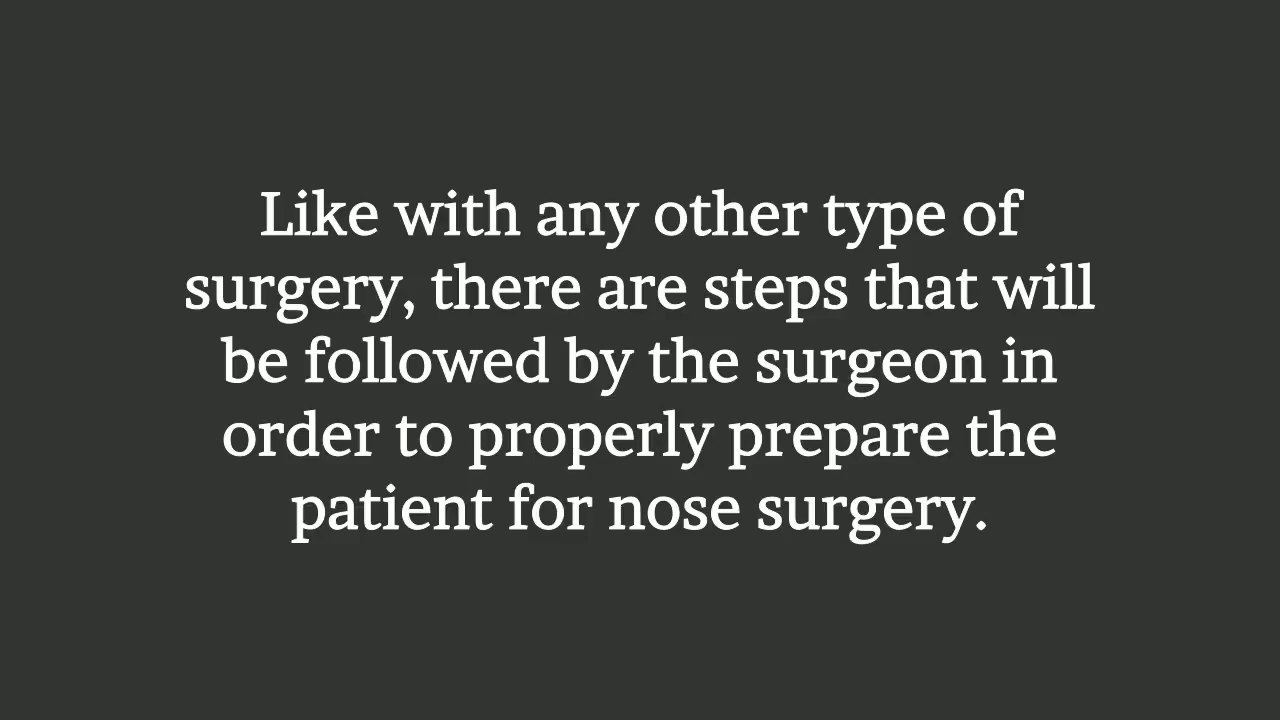 Like with any other type of
surgery, there are steps that will
be followed by the surgeon in
order to properly prepare the
patient for nose surgery.